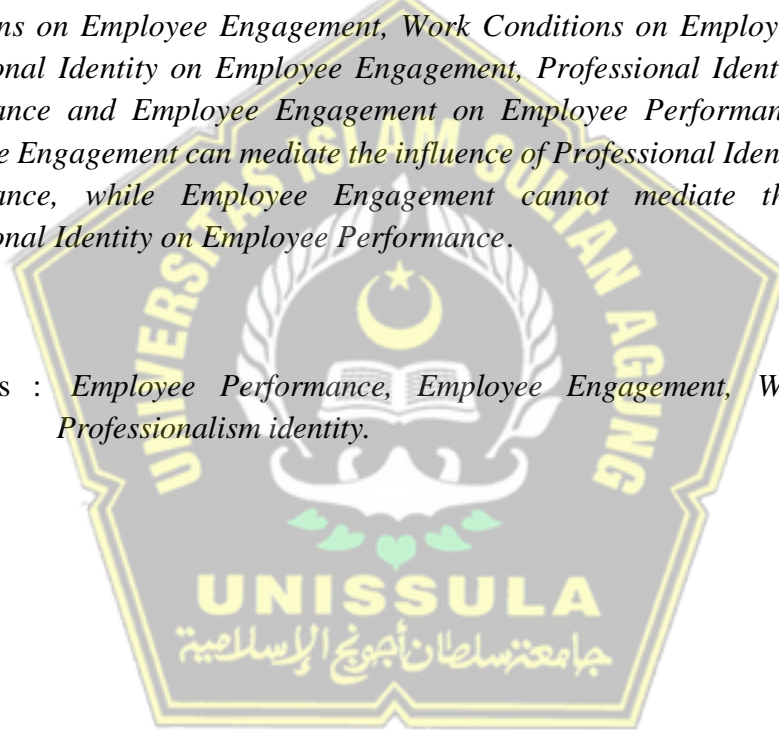 ns on Employee Engagement, Work Conditions on Employ
onal Identity on Employee Engagement, Professional Ident
ance and Employee Engagement on Employee Performan
e Engagement can mediate the influence of Professional Iden
ance, while Employee Engagement cannot mediate th
onal Identity on Employee Performance.
s : Employee Performance, Employee Engagement, W
Professionalism identity.
UNIVERSITAS ISLAM SULTAN AGUNG
UNISSULA
جامعة سلطان أجونج الإسلامية